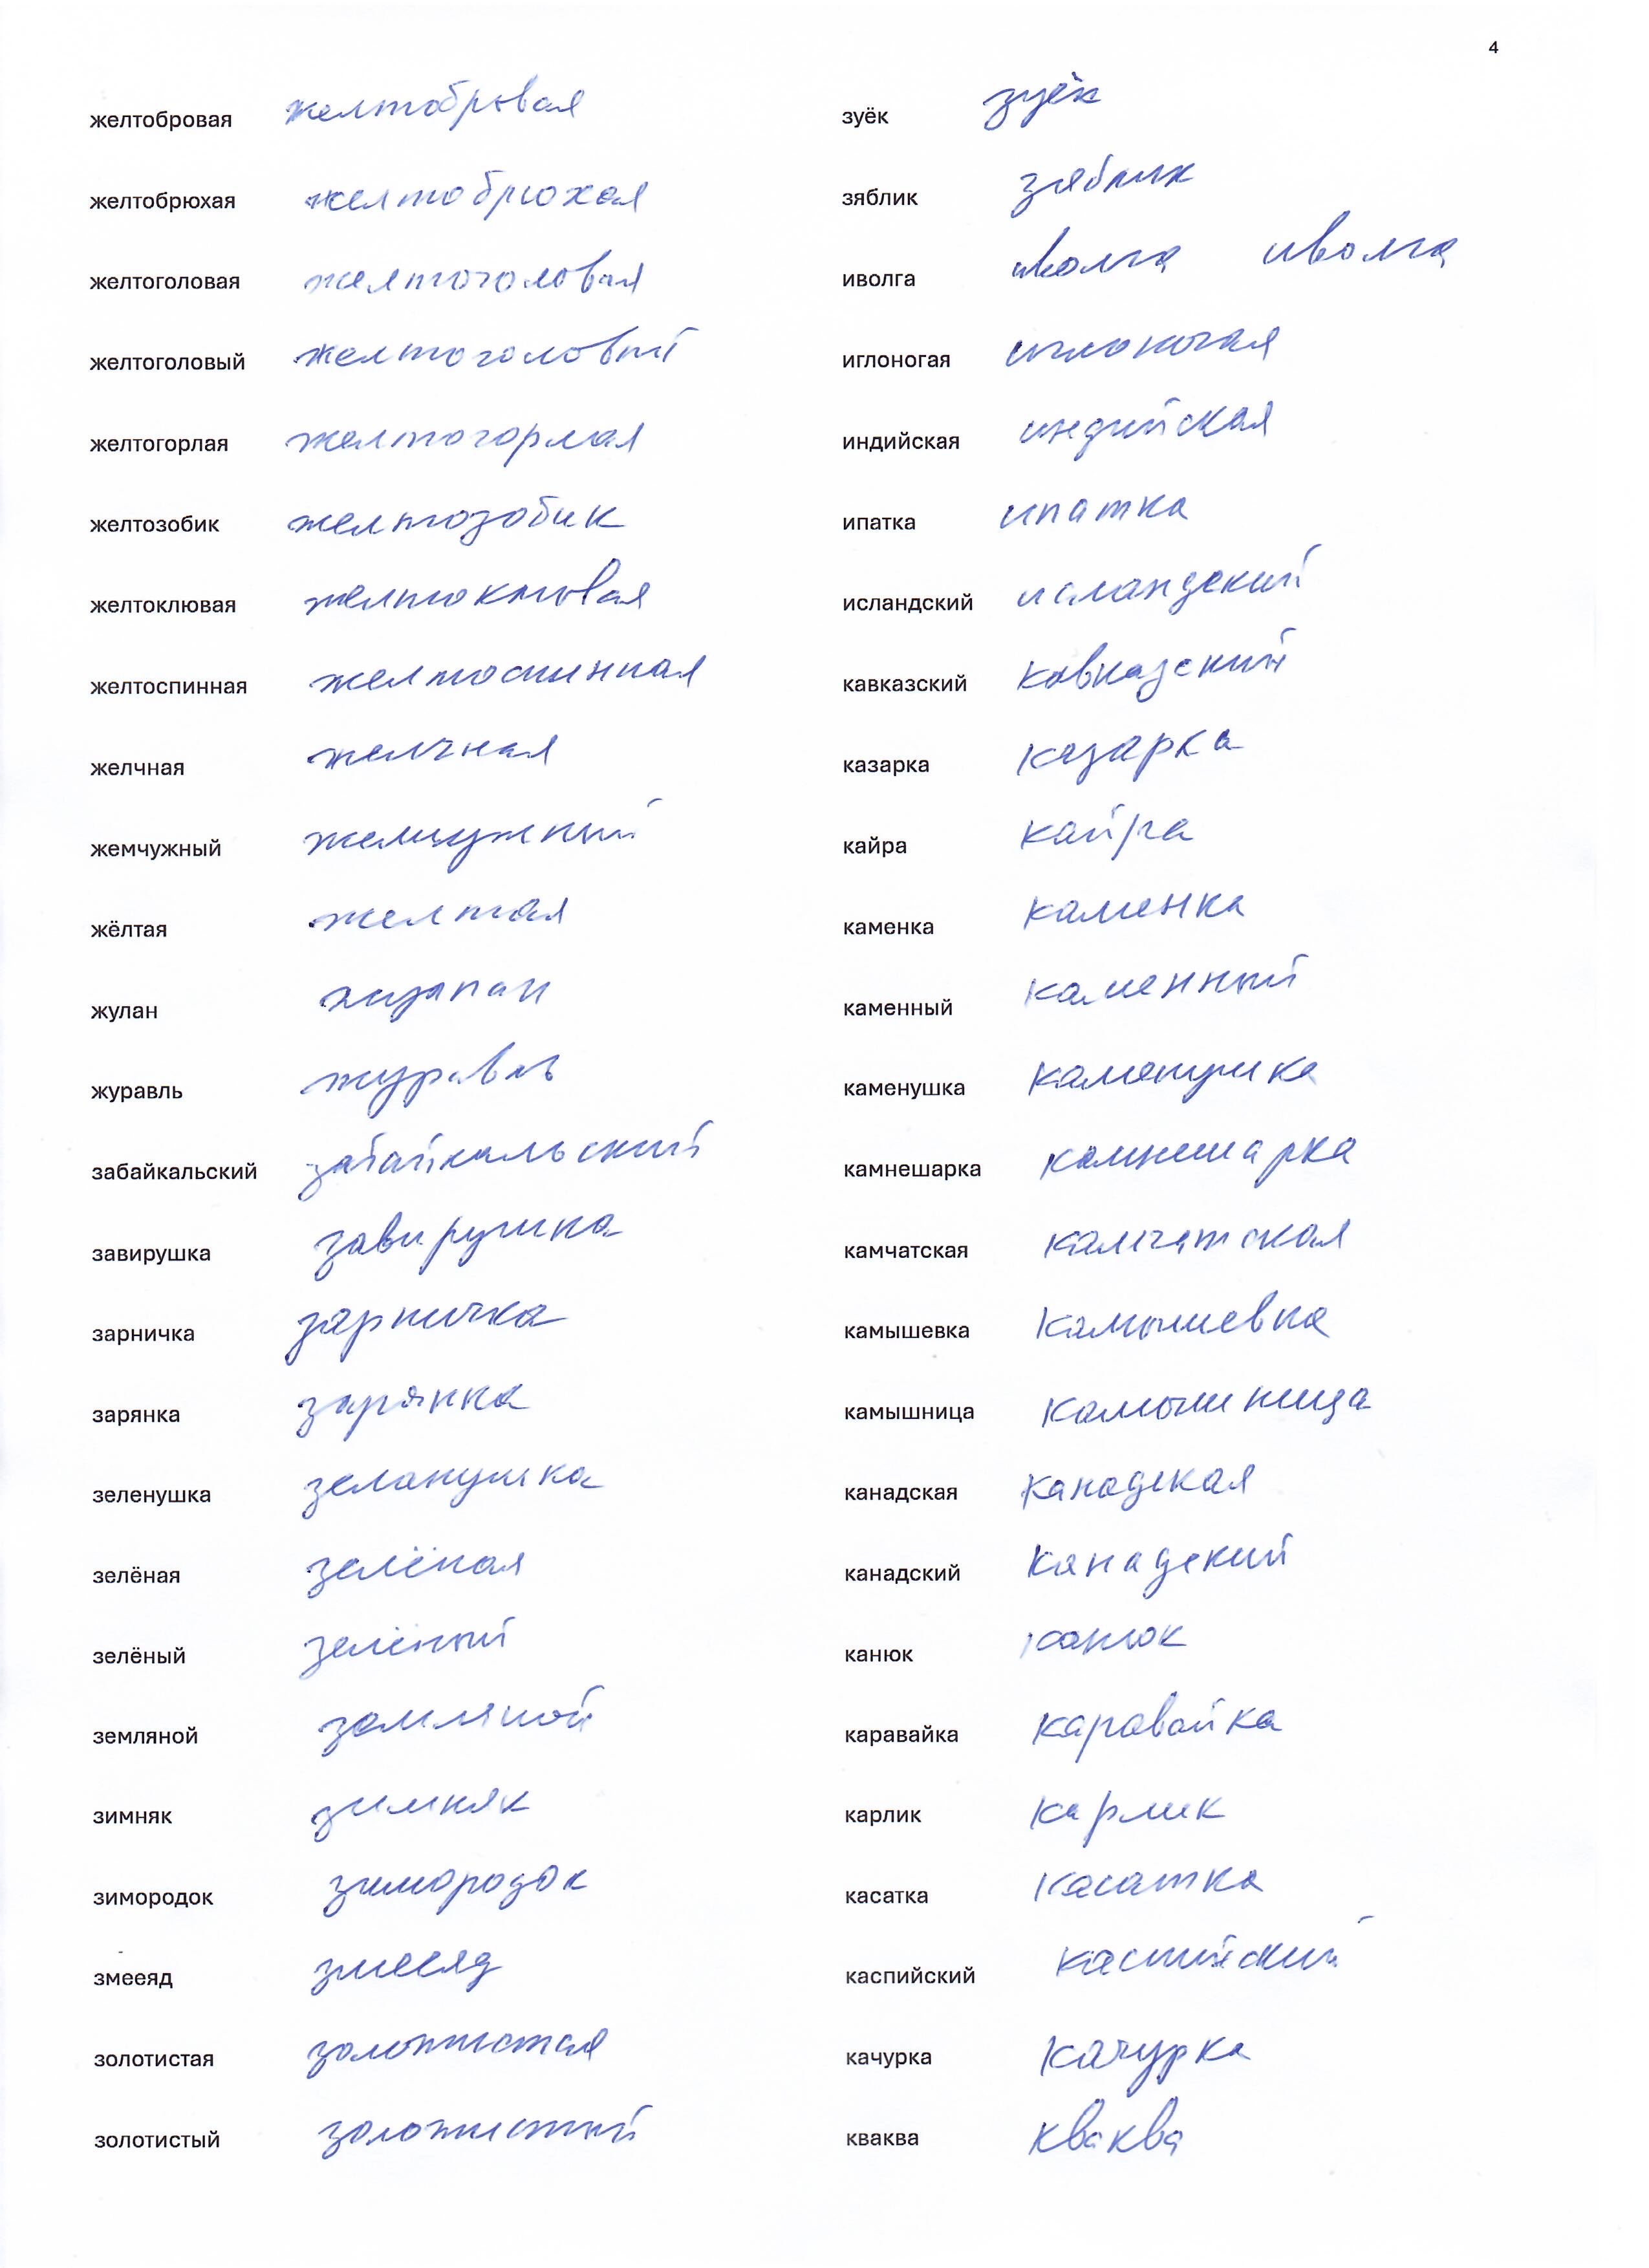 4
желтобровая желтобровая
желтобрюхая желтобрюхая
желтоголовая желтоголовая
желтоголовый желтоголовый
желтогорлая желтогорлая
желтозобик желтозобик
желтоклювая желтоклювая
желтоспинная желтоспинная
желчная желчная
жемчужный жемчужный
жёлтая желтая
жулан
журавль журавль
забайкальский забайкальский
завирушка завирушка
зарничка зарничка
зарянка зарянка
зеленушка зеленушка
зелёная зелёная
зелёный зелёный
земляной земляной
зимняк зимняк
зимородок зимородок
змееяд змееяд
золотистая золотистая
золотистый золотистый
зуёк зуёк
зяблик зяблик
иволга иволга иволга
иглоногая иглоногая
индийская индийская
ипатка ипатка
исландский исландский
кавказский кавказский
казарка казарка
кайра кайра
каменка каменка
каменный каменный
каменушка каменушка
камнешарка камнешарка
камчатская камчатская
камышевка камышевка
камышница камышница
канадская канадская
канадский канадский
канюк канюк
каравайка каравайка
карлик карлик
касатка касатка
каспийский каспийский
качурка качурка
кваква кваква